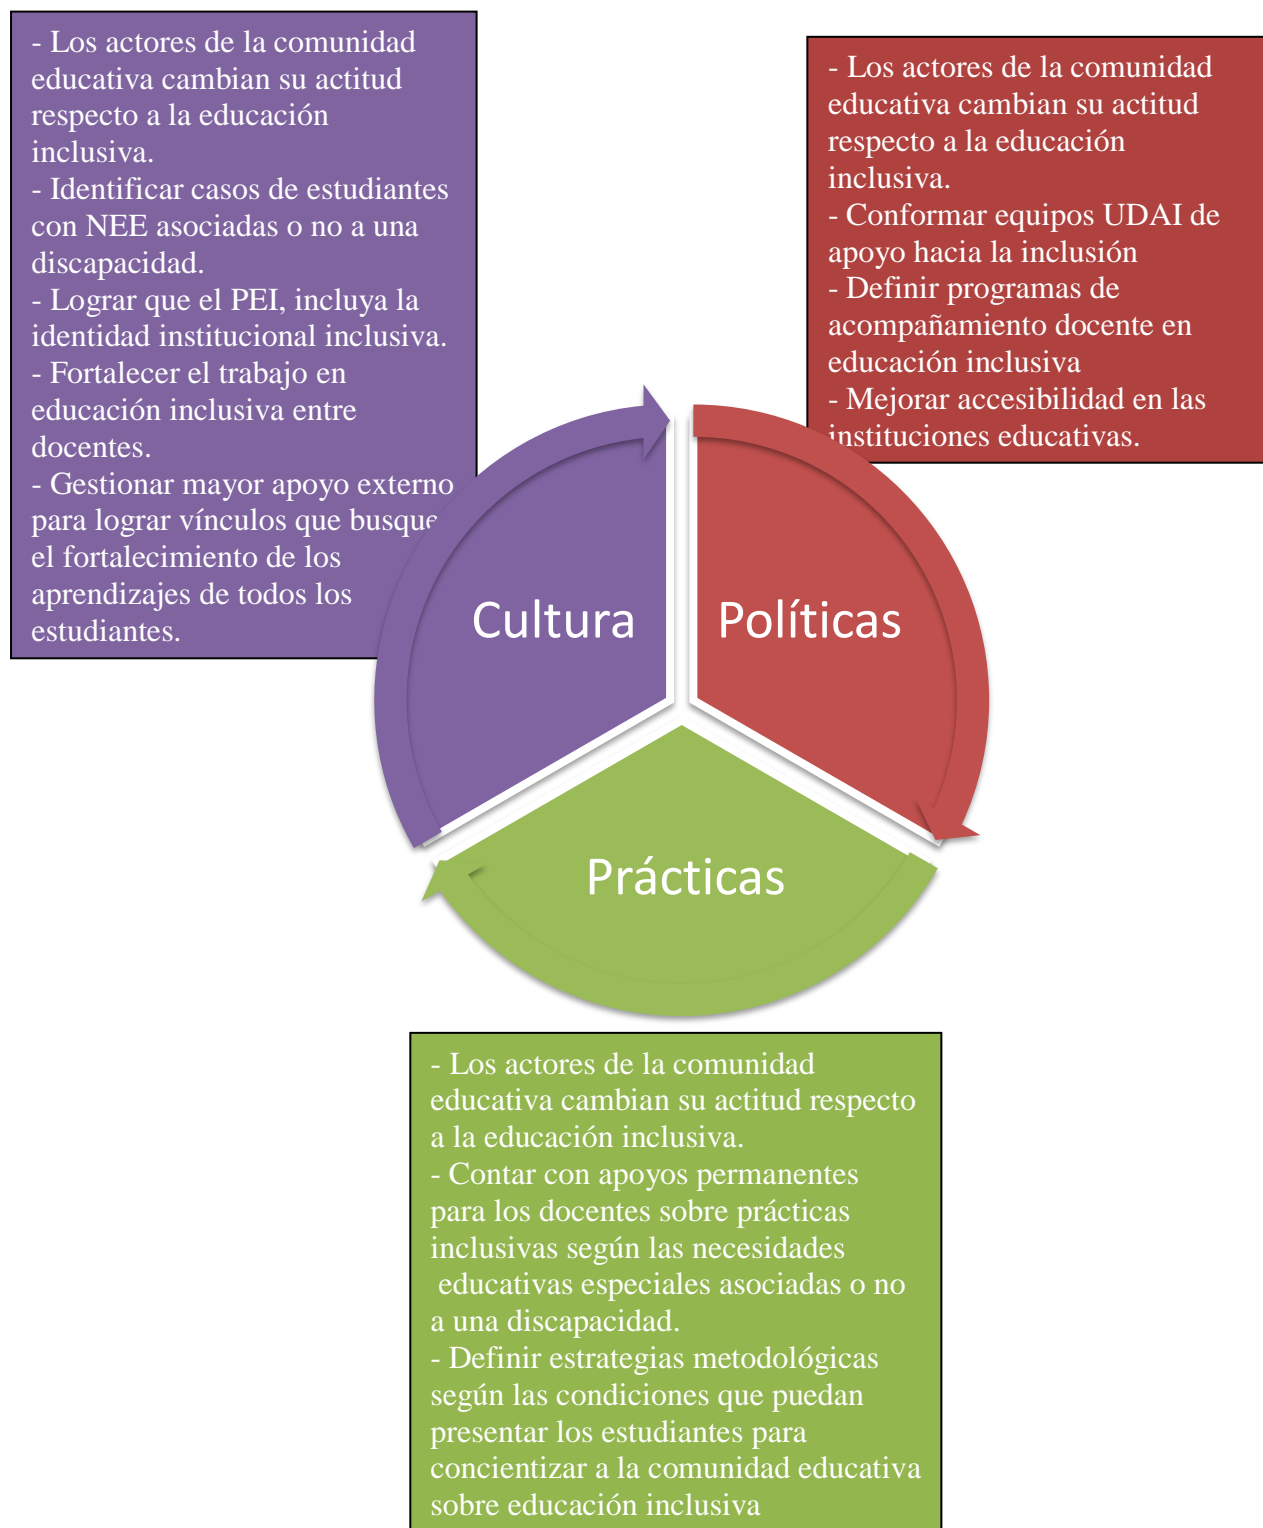 - Los actores de la comunidad
educativa cambian su actitud
respecto a la educación
inclusiva.
- Identificar casos de estudiantes
con NEE asociadas o no a una
discapacidad.
- Lograr que el PEI, incluya la
identidad institucional inclusiva.
- Fortalecer el trabajo en
educación inclusiva entre
docentes.
- Gestionar mayor apoyo externo
para lograr vínculos que busque
el fortalecimiento de los
aprendizajes de todos los
estudiantes.
- Los actores de la comunidad
educativa cambian su actitud
respecto a la educación
inclusiva.
- Conformar equipos UDAI de
apoyo hacia la inclusión
- Definir programas de
acompañamiento docente en
educación inclusiva
- Mejorar accesibilidad en las
instituciones educativas.
Cultura
Políticas
Prácticas
- Los actores de la comunidad
educativa cambian su actitud respecto
a la educación inclusiva.
- Contar con apoyos permanentes
para los docentes sobre prácticas
inclusivas según las necesidades
educativas especiales asociadas o no
a una discapacidad.
- Definir estrategias metodológicas
según las condiciones que puedan
presentar los estudiantes para
concientizar a la comunidad educativa
sobre educación inclusiva